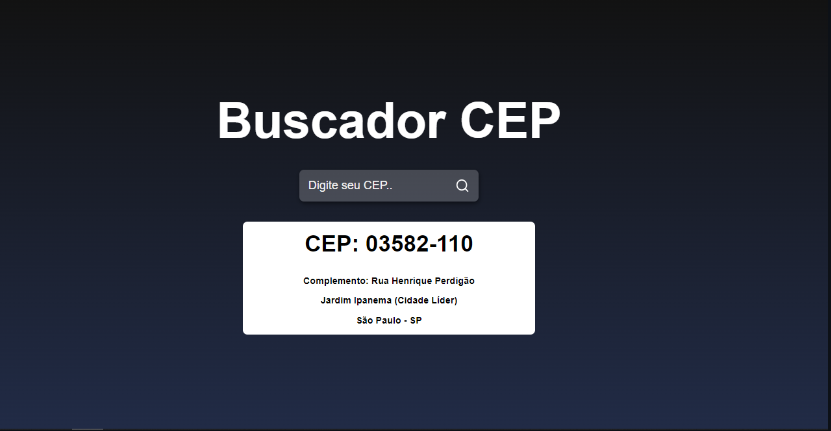 Buscador CEP
Digite seu CEP..
CEP: 03582-110
Complemento: Rua Henrique Perdigão
Jardim Ipanema (Cidade Líder)
São Paulo - SP